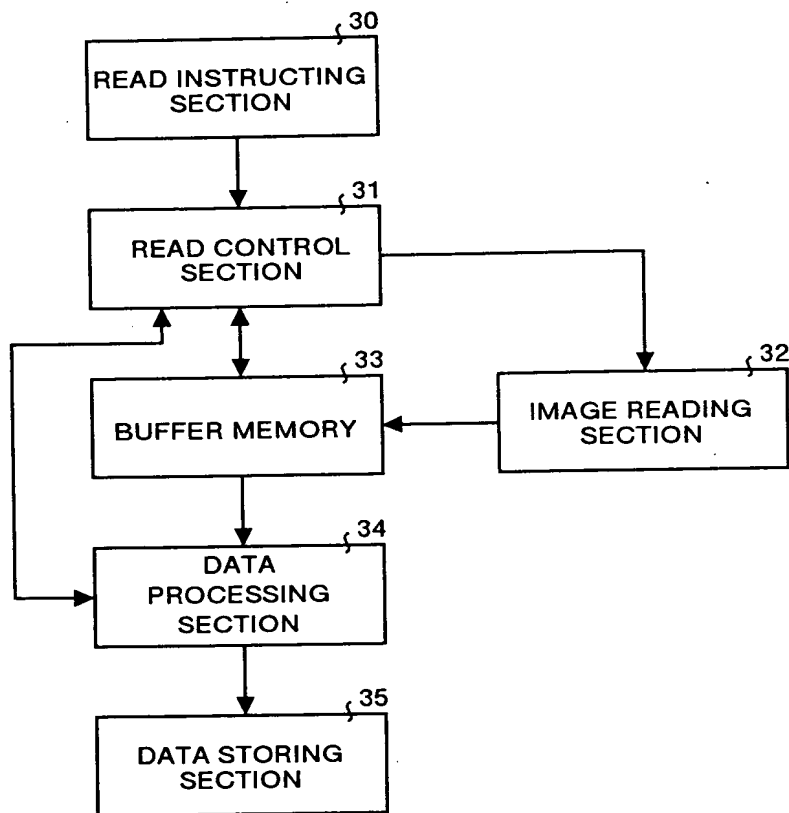 30
READ INSTRUCTING
SECTION
31
READ CONTROL
SECTION
33
BUFFER MEMORY
32
IMAGE READING
SECTION
34
DATA
PROCESSING
SECTION
35
DATA STORING
SECTION